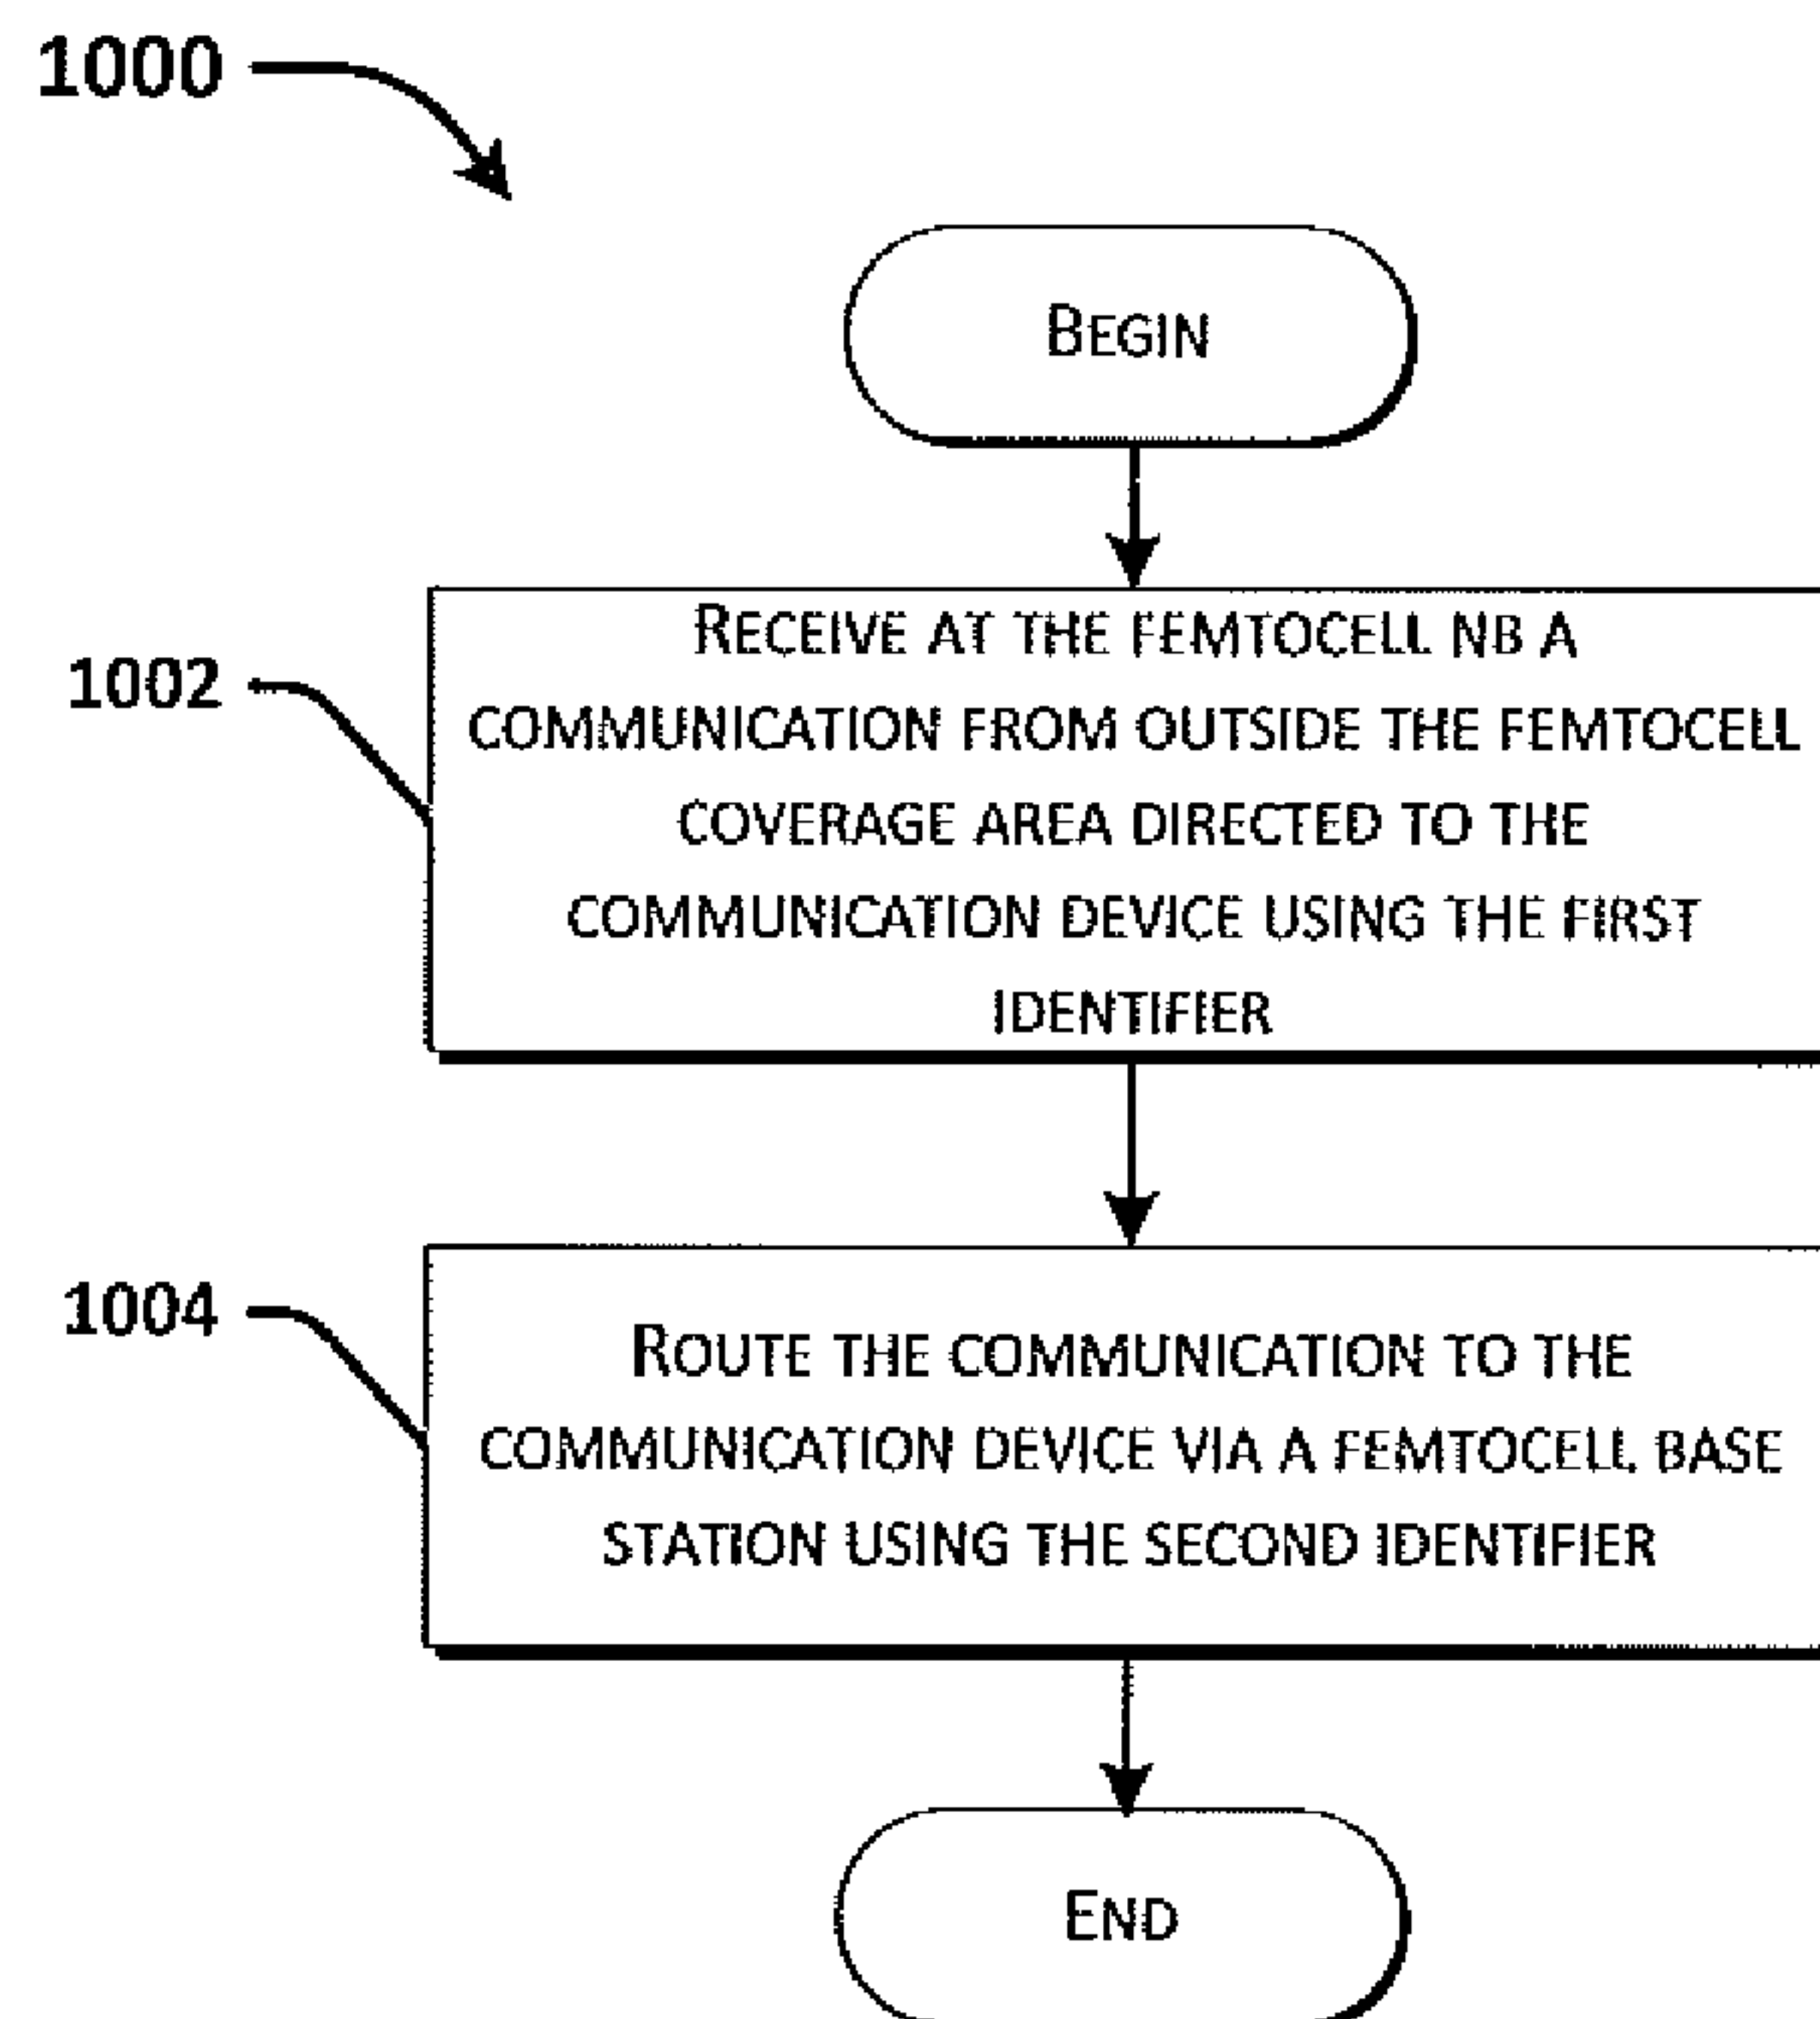 1000
BEGIN
1002
RECEIVE AT THE FEMTOCELL NB A
COMMUNICATION FROM OUTSIDE THE FEMTOCELL
COVERAGE AREA DIRECTED TO THE
COMMUNICATION DEVICE USING THE FIRST
IDENTIFIER
1004
ROUTE THE COMMUNICATION TO THE
COMMUNICATION DEVICE VIA A FEMTOCELL BASE
STATION USING THE SECOND IDENTIFIER
END